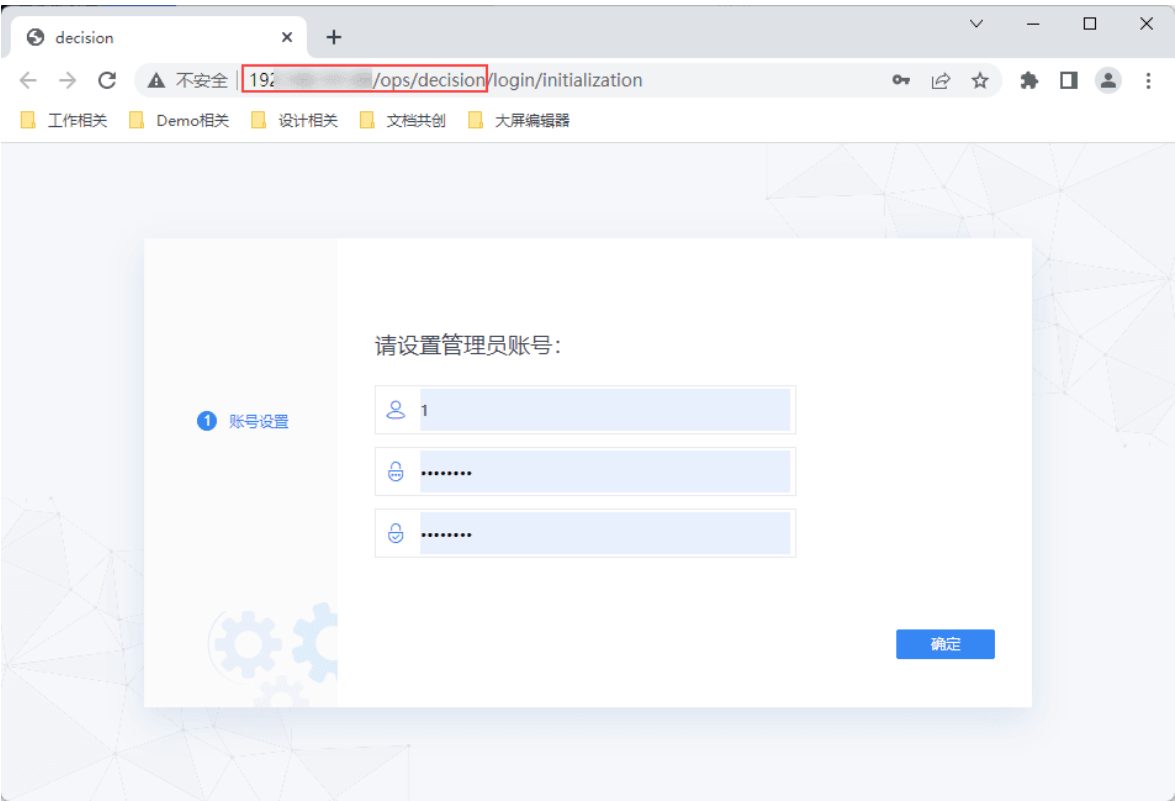 decision
不安全 192 /ops/decision/login/initialization
工作相关 Demo相关 设计相关 文档共创 大屏编辑器
请设置管理员账号：
1
1 账号设置
••••••••
••••••••
确定